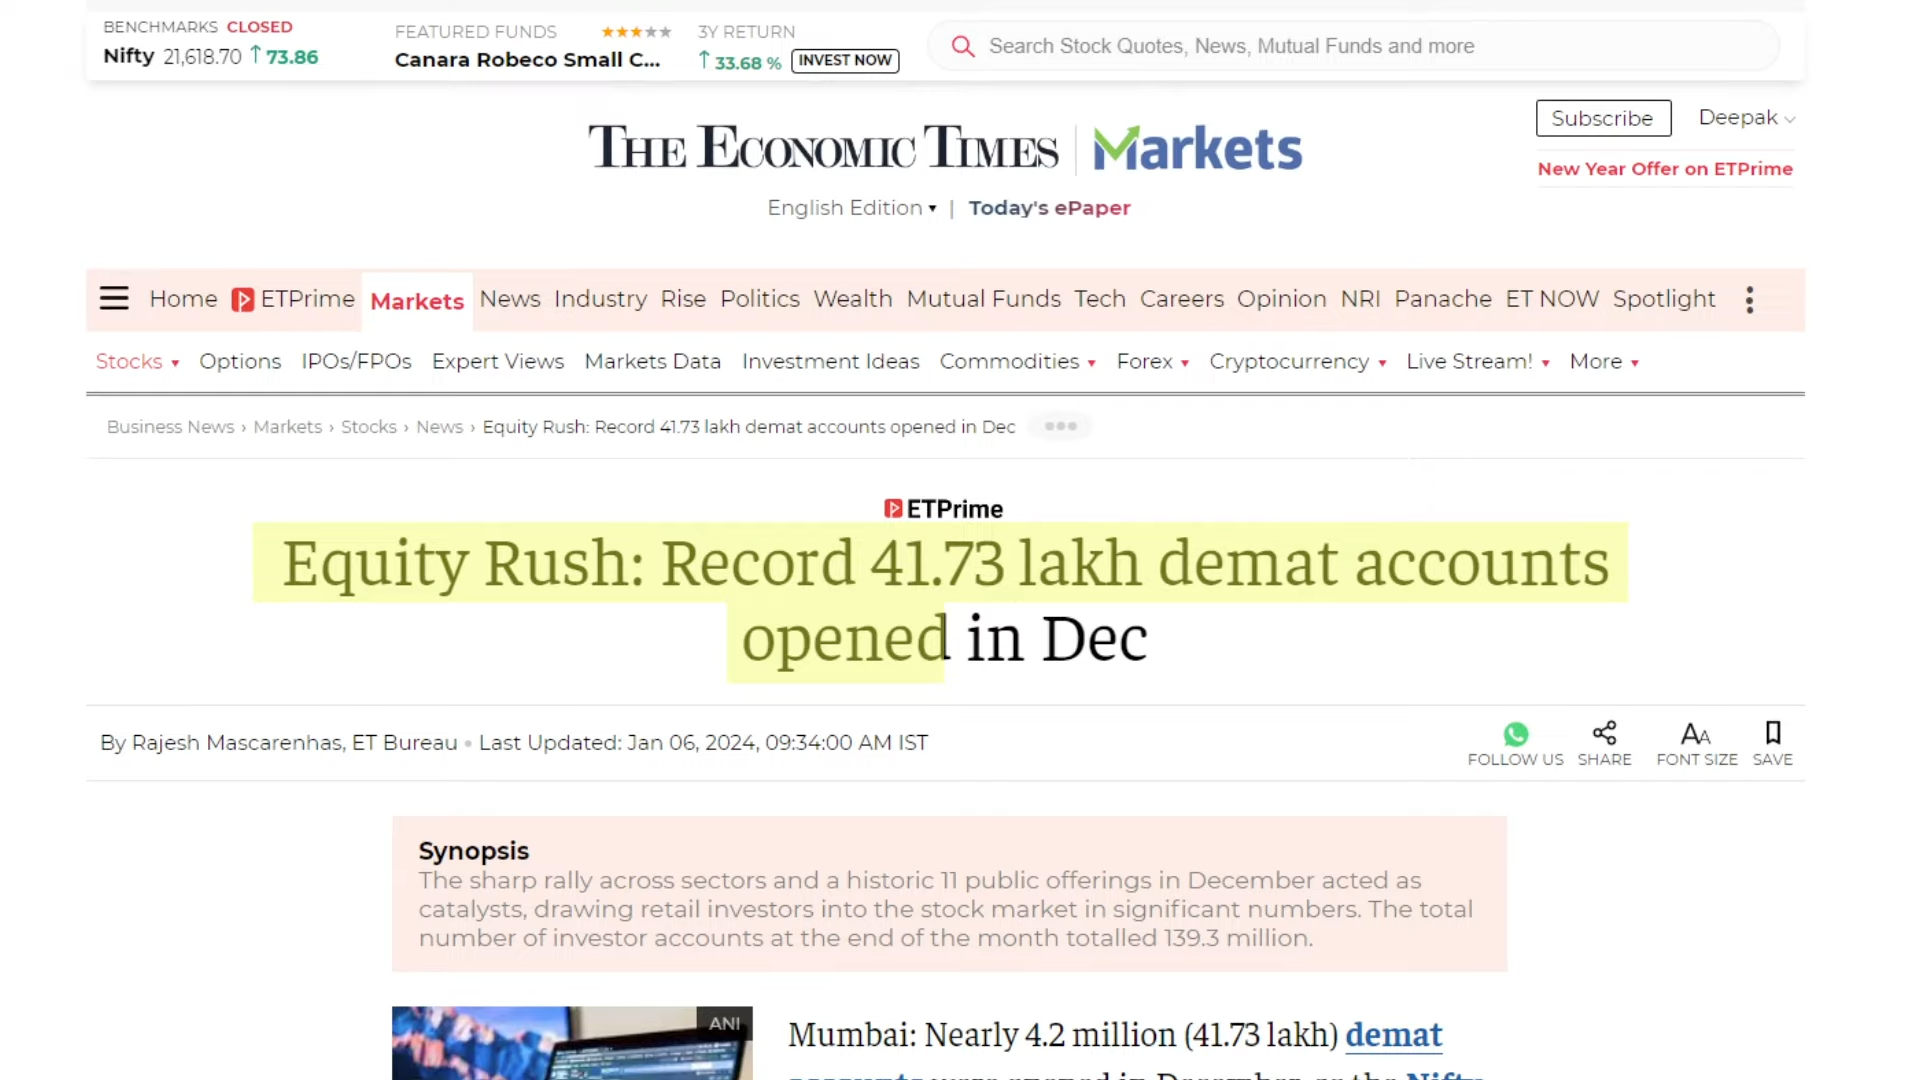 BENCHMARKS CLOSED
Nifty 21,618.70 ↑ 73.86
FEATURED FUNDS ★★★★★
Canara Robeco Small C...
3Y RETURN
↑ 33.68 % INVEST NOW
Search Stock Quotes, News, Mutual Funds and more
THE ECONOMIC TIMES | Markets
Subscribe Deepak
New Year Offer on ETPrime
English Edition ▾ | Today's ePaper
Home ETPrime Markets News Industry Rise Politics Wealth Mutual Funds Tech Careers Opinion NRI Panache ET NOW Spotlight
Stocks ▾ Options IPOs/FPOs Expert Views Markets Data Investment Ideas Commodities ▾ Forex ▾ Cryptocurrency ▾ Live Stream! ▾ More ▾
Business News › Markets › Stocks › News › Equity Rush: Record 41.73 lakh demat accounts opened in Dec
ETPrime
Equity Rush: Record 41.73 lakh demat accounts
opened in Dec
By Rajesh Mascarenhas, ET Bureau • Last Updated: Jan 06, 2024, 09:34:00 AM IST
FOLLOW US SHARE FONT SIZE SAVE
Synopsis
The sharp rally across sectors and a historic 11 public offerings in December acted as
catalysts, drawing retail investors into the stock market in significant numbers. The total
number of investor accounts at the end of the month totalled 139.3 million.
ANI
Mumbai: Nearly 4.2 million (41.73 lakh) demat